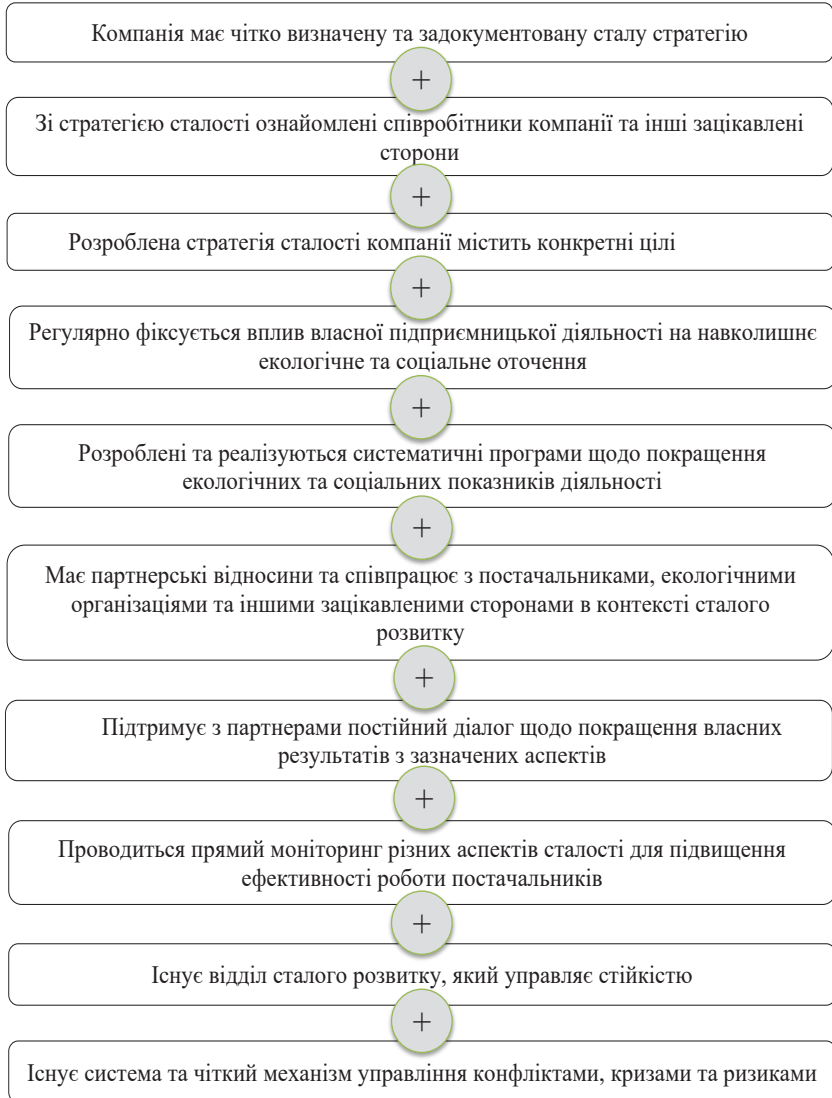 Компанія має чітко визначену та задокументовану сталу стратегію
+
Зі стратегією сталості ознайомлені співробітники компанії та інші зацікавлені
сторони
+
Розроблена стратегія сталості компанії містить конкретні цілі
+
Регулярно фіксується вплив власної підприємницької діяльності на навколишнє
екологічне та соціальне оточення
+
Розроблені та реалізуються систематичні програми щодо покращення
екологічних та соціальних показників діяльності
+
Має партнерські відносини та співпрацює з постачальниками, екологічними
організаціями та іншими зацікавленими сторонами в контексті сталого
розвитку
+
Підтримує з партнерами постійний діалог щодо покращення власних
результатів з зазначених аспектів
+
Проводиться прямий моніторинг різних аспектів сталості для підвищення
ефективності роботи постачальників
+
Існує відділ сталого розвитку, який управляє стійкістю
+
Існує система та чіткий механізм управління конфліктами, кризами та ризиками